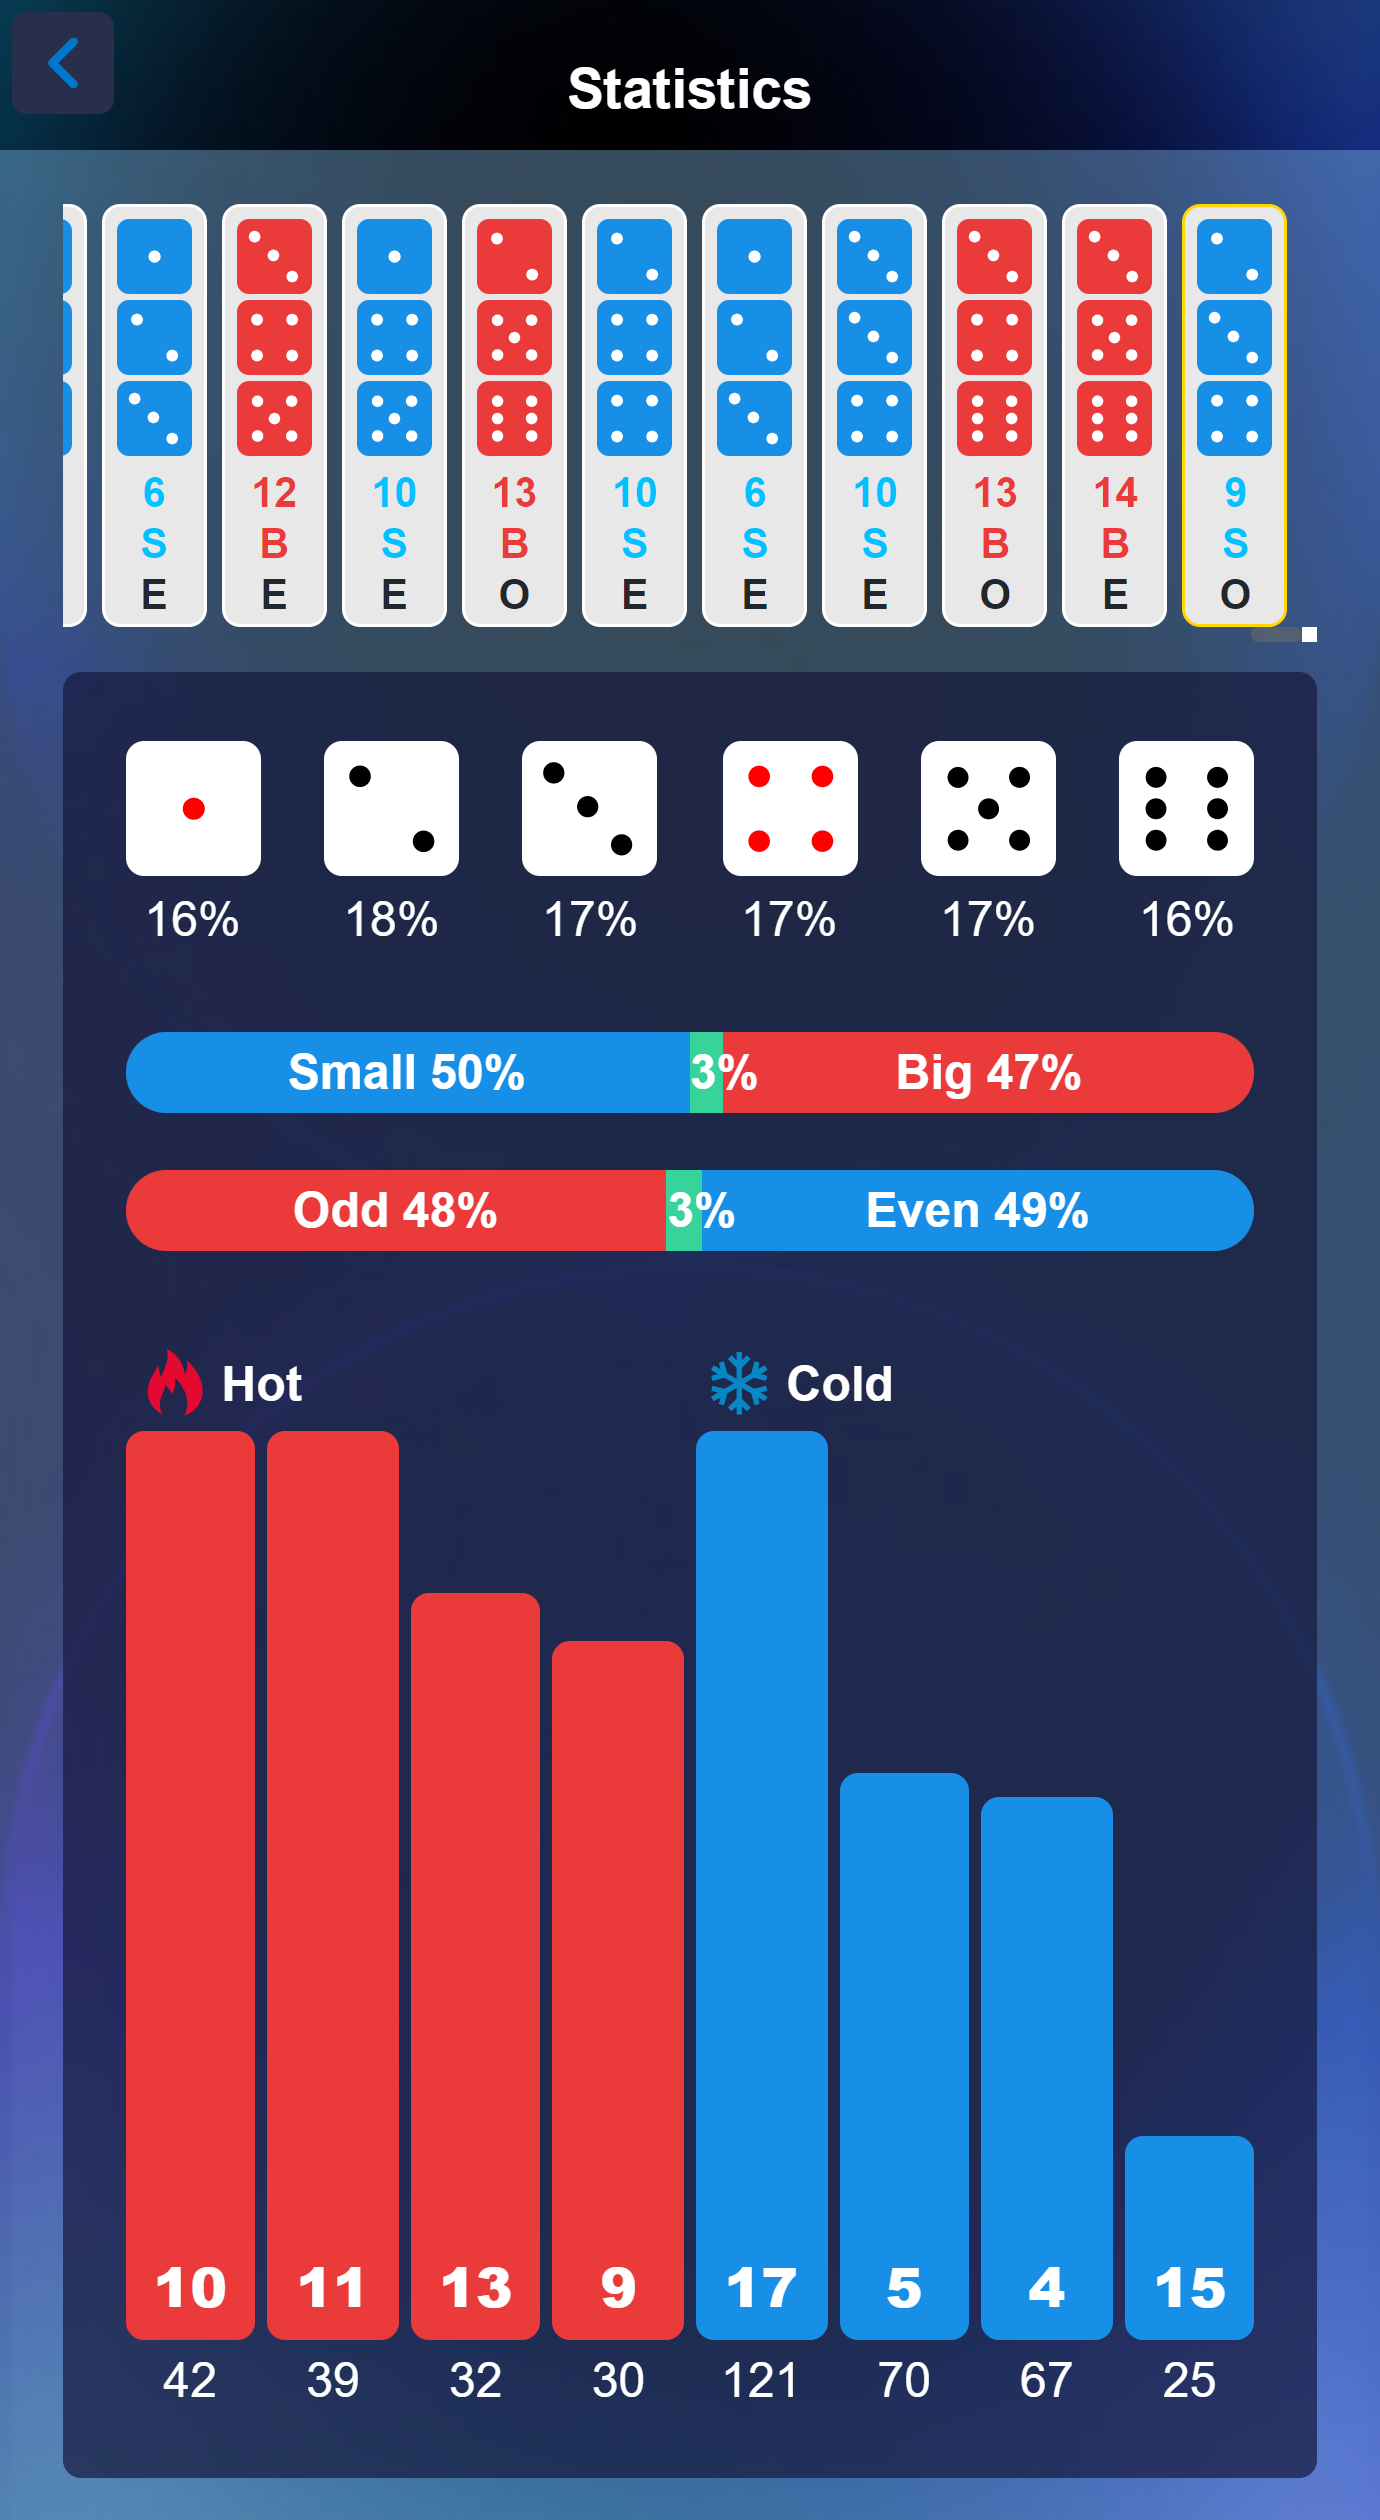 Statistics
6 12 10 13 10 6 10 13 14 9
S B S B S S S B B S
E E E O E E E O E O
16% 18% 17% 17% 17% 16%
Small 50% 3% Big 47%
Odd 48% 3% Even 49%
Hot Cold
10 11 13 9 17 5 4 15
42 39 32 30 121 70 67 25